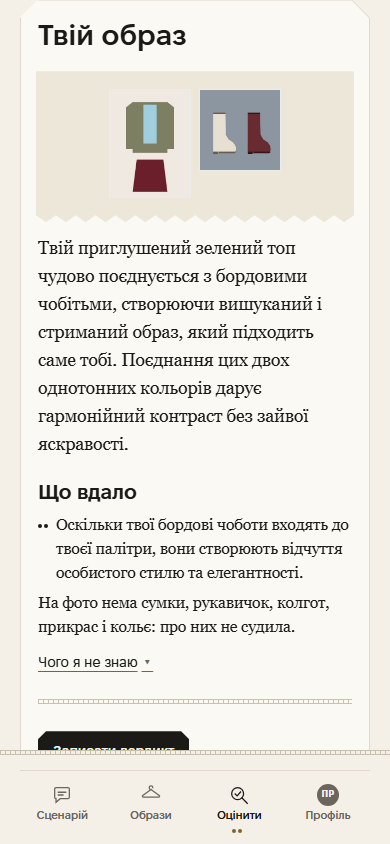 Твій образ
Твій приглушений зелений топ
чудово поєднується з бордовими
чобітьми, створюючи вишуканий і
стриманий образ, який підходить
саме тобі. Поєднання цих двох
однотонних кольорів дарує
гармонійний контраст без зайвої
яскравості.
Що вдало
Оскільки твої бордові чоботи входять до
твоєї палітри, вони створюють відчуття
особистого стилю та елегантності.
На фото нема сумки, рукавичок, колгот,
прикрас і кольє: про них не судила.
Чого я не знаю
Сценарій
Образи
Оцінити
ПР
Профіль